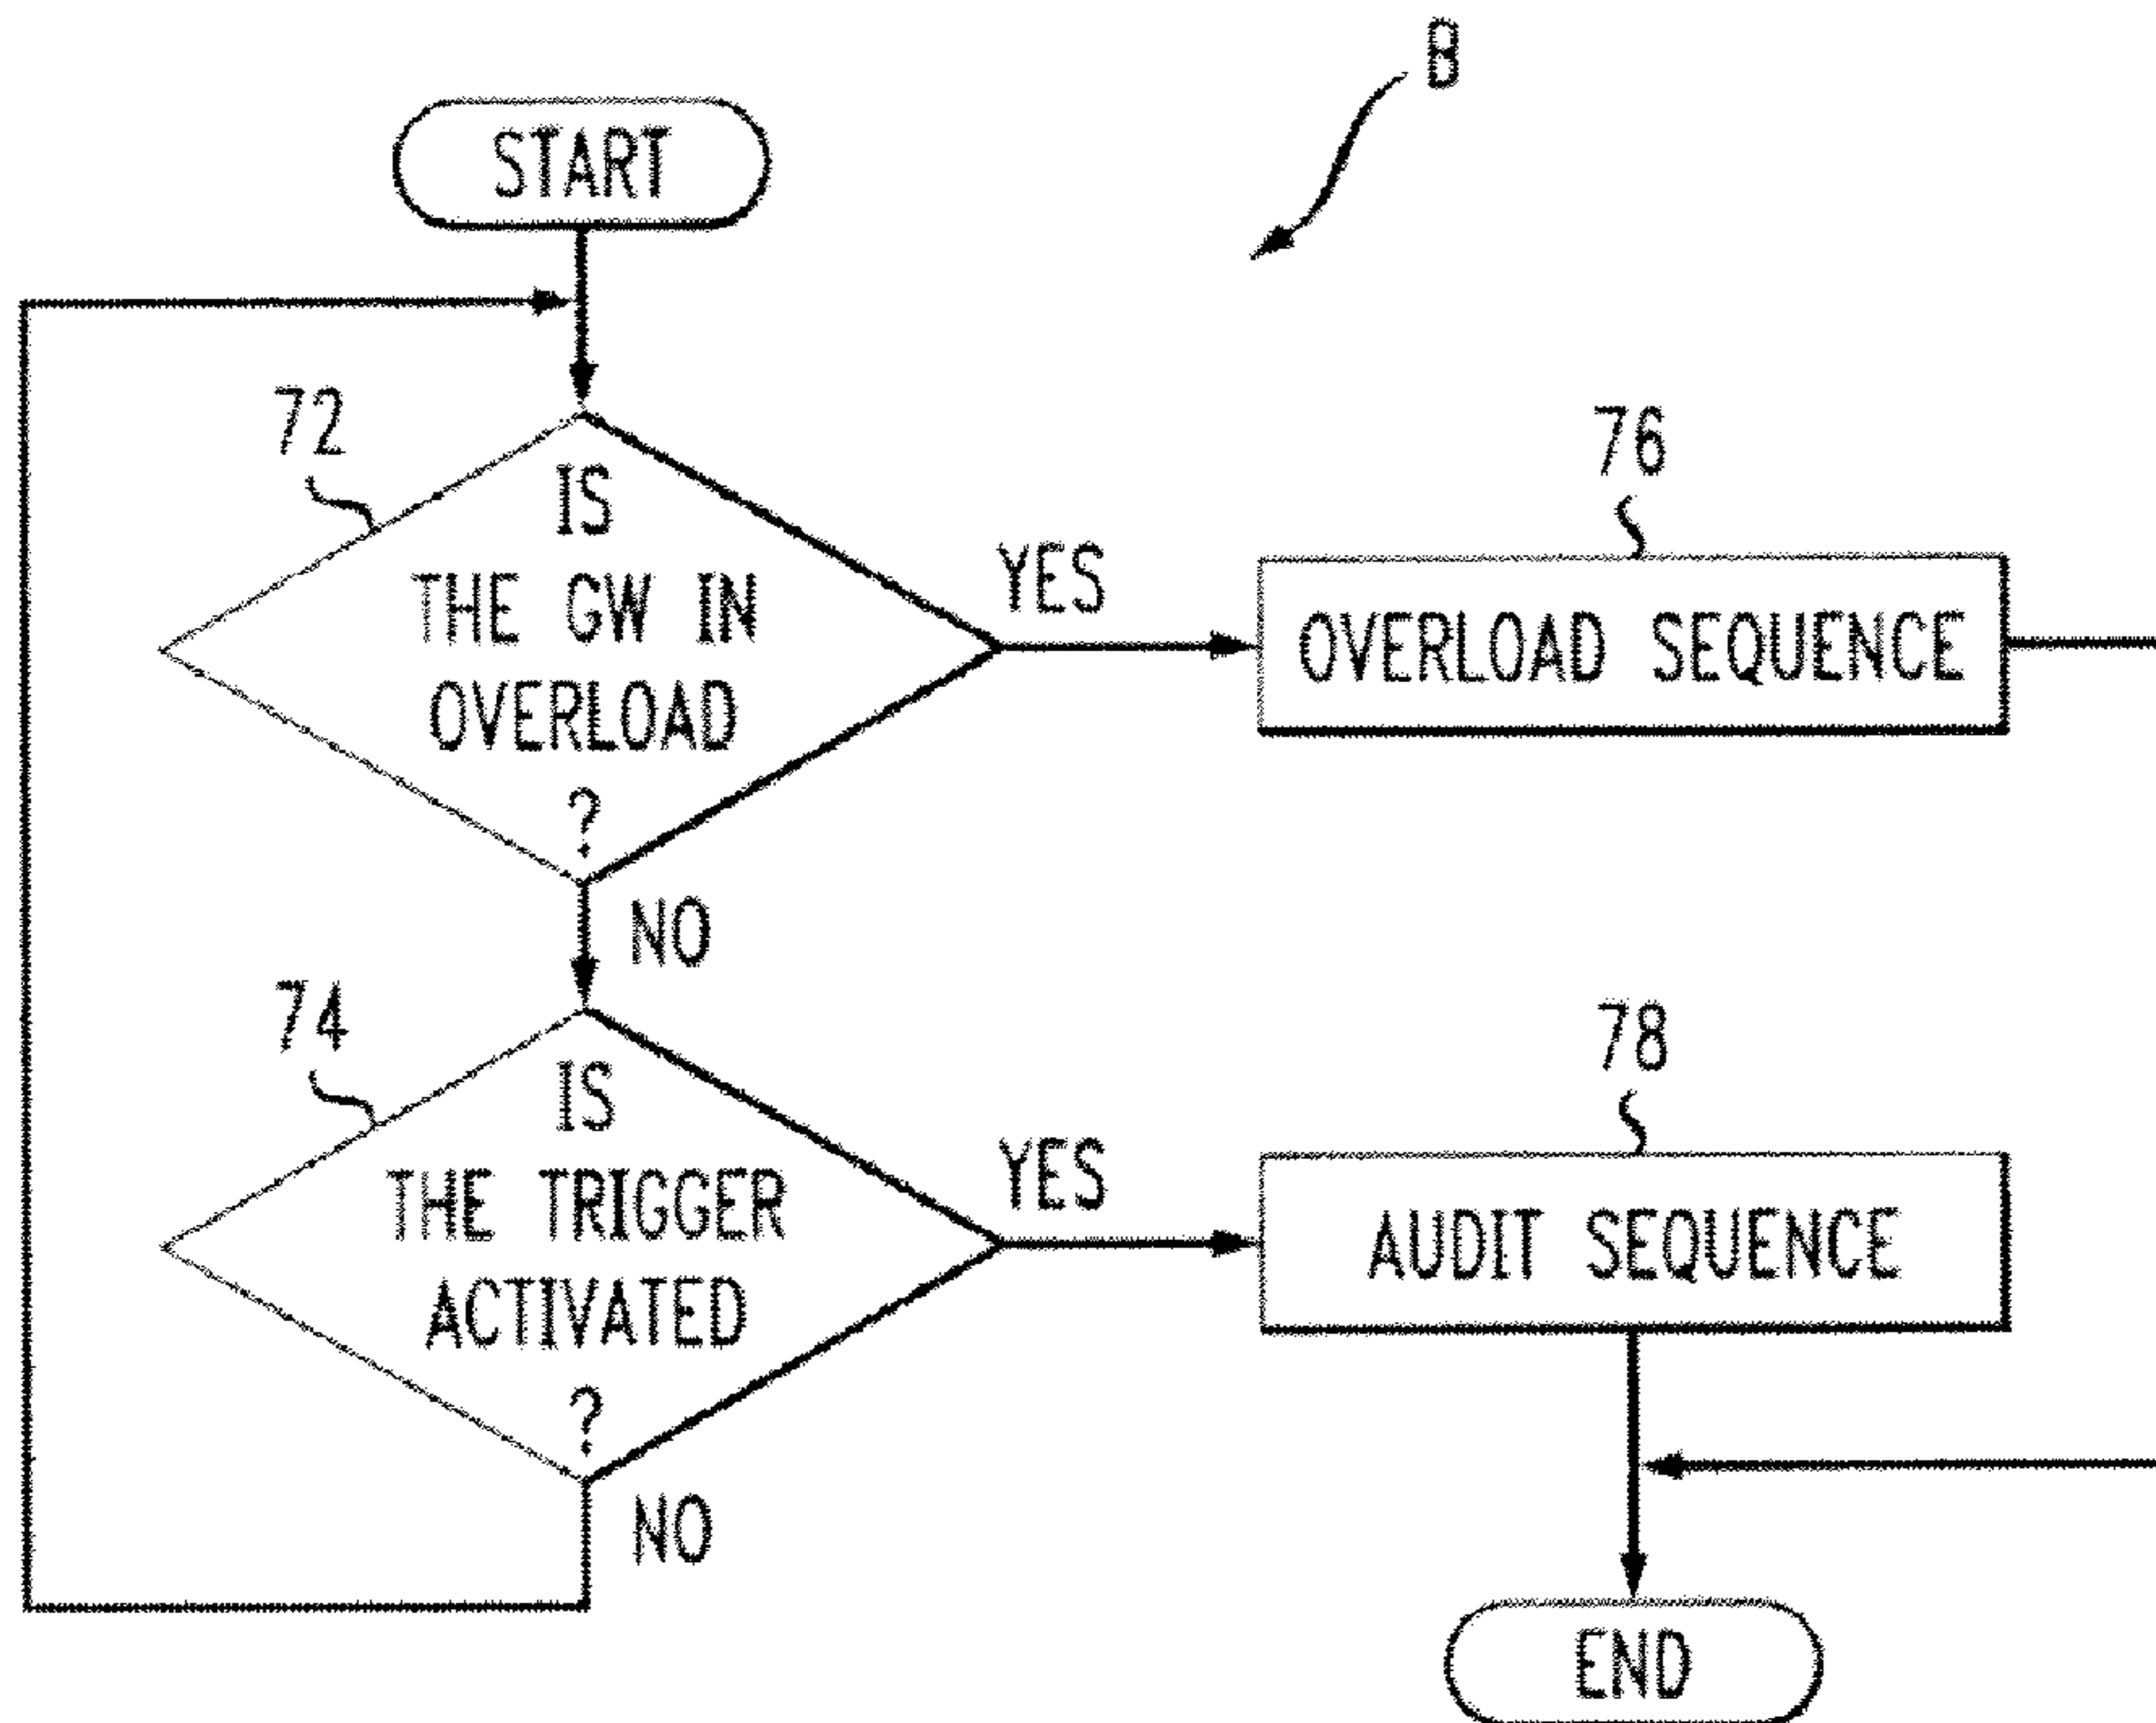 B
START
72
IS
THE GW IN
OVERLOAD
?
YES
76
OVERLOAD SEQUENCE
NO
74
IS
THE TRIGGER
ACTIVATED
?
YES
78
AUDIT SEQUENCE
NO
END